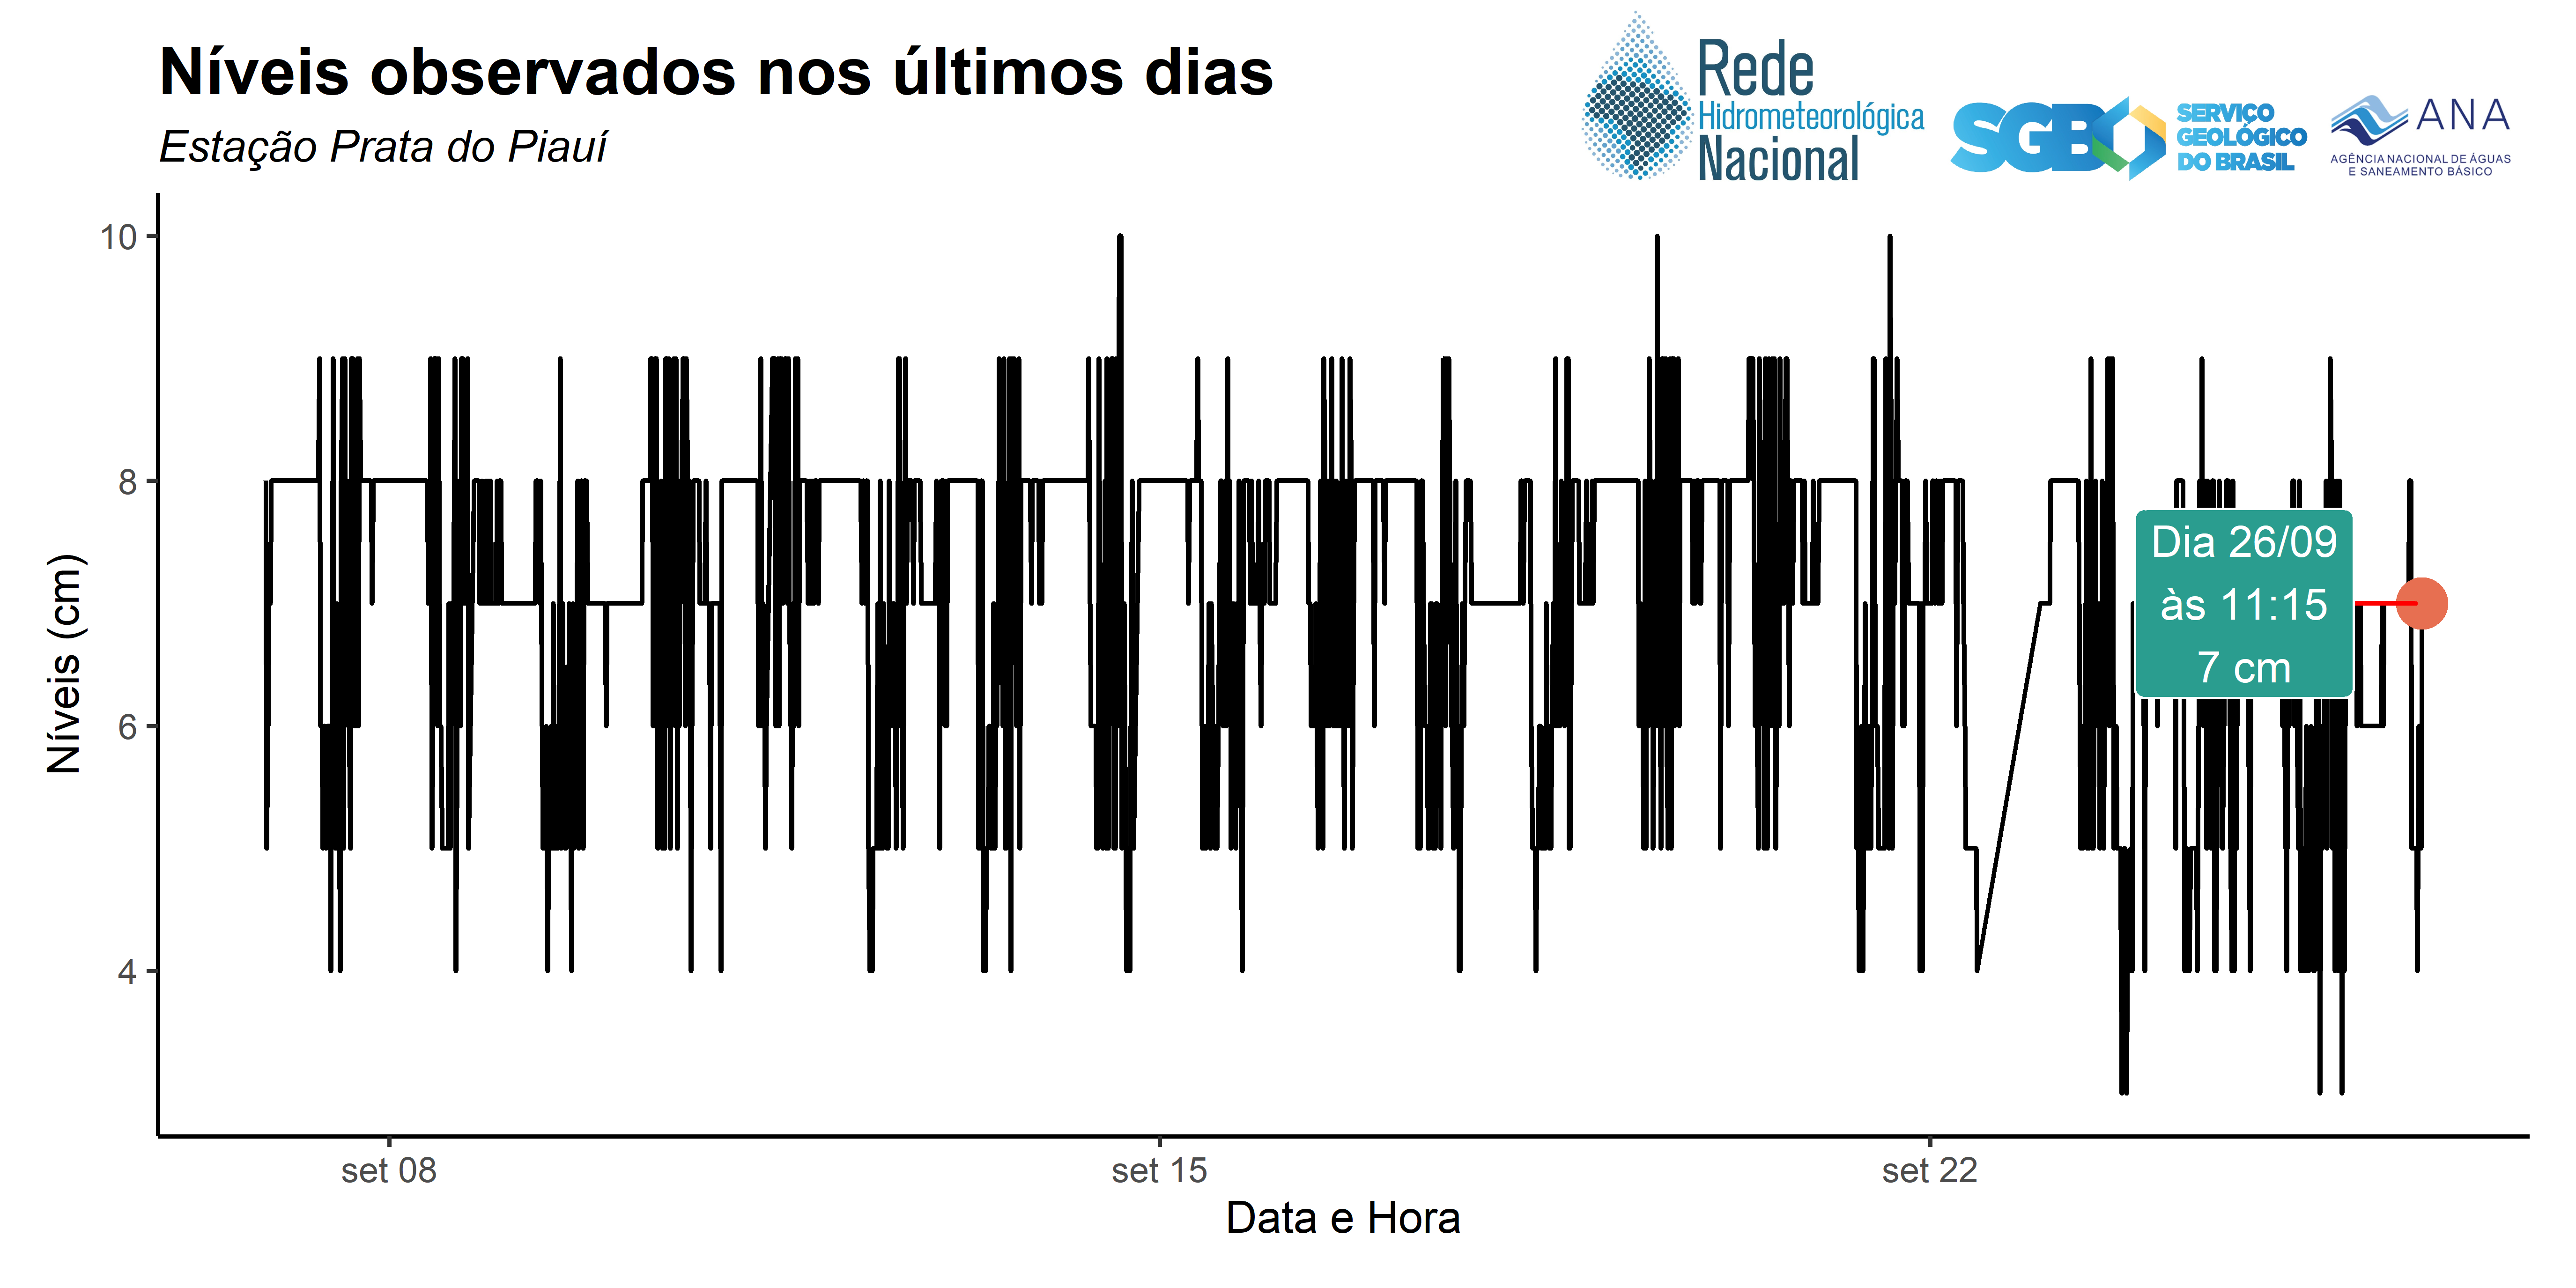 Níveis observados nos últimos dias
Estação Prata do Piauí
Rede
Hidrometeorológica
Nacional
SGB
SERVIÇO
GEOLÓGICO
DO BRASIL
ANA
AGÊNCIA NACIONAL DE ÁGUAS
E SANEAMENTO BÁSICO
Níveis (cm)
10
8
6
4
Dia 26/09
às 11:15
7 cm
set 08
set 15
set 22
Data e Hora